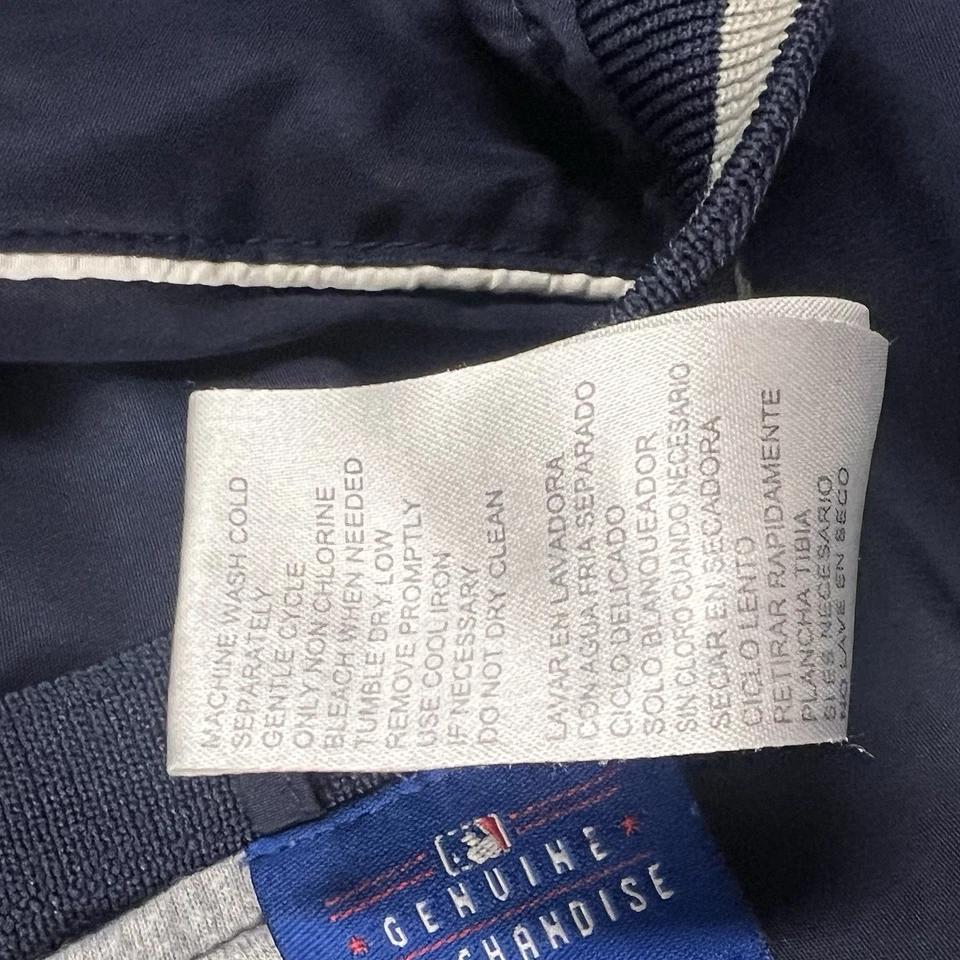 MACHINE WASH COLD
SEPARATELY
GENTLE CYCLE
ONLY NON CHLORINE
BLEACH WHEN NEEDED
TUMBLE DRY LOW
REMOVE PROMPTLY
USE COOL IRON
IF NECESSARY
DO NOT DRY CLEAN
LAVAR EN LAVADORA
CON AGUA FRIA SEPARADO
CICLO DELICADO
SOLO BLANQUEADOR
SIN CLORO CUANDO NECESARIO
SECAR EN SECADORA
CICLO LENTO
RETIRAR RAPIDAMENTE
PLANCHA TIBIA
SI ES NECESARIO
NO LAVE EN SECO
GENUINE
CHANDISE